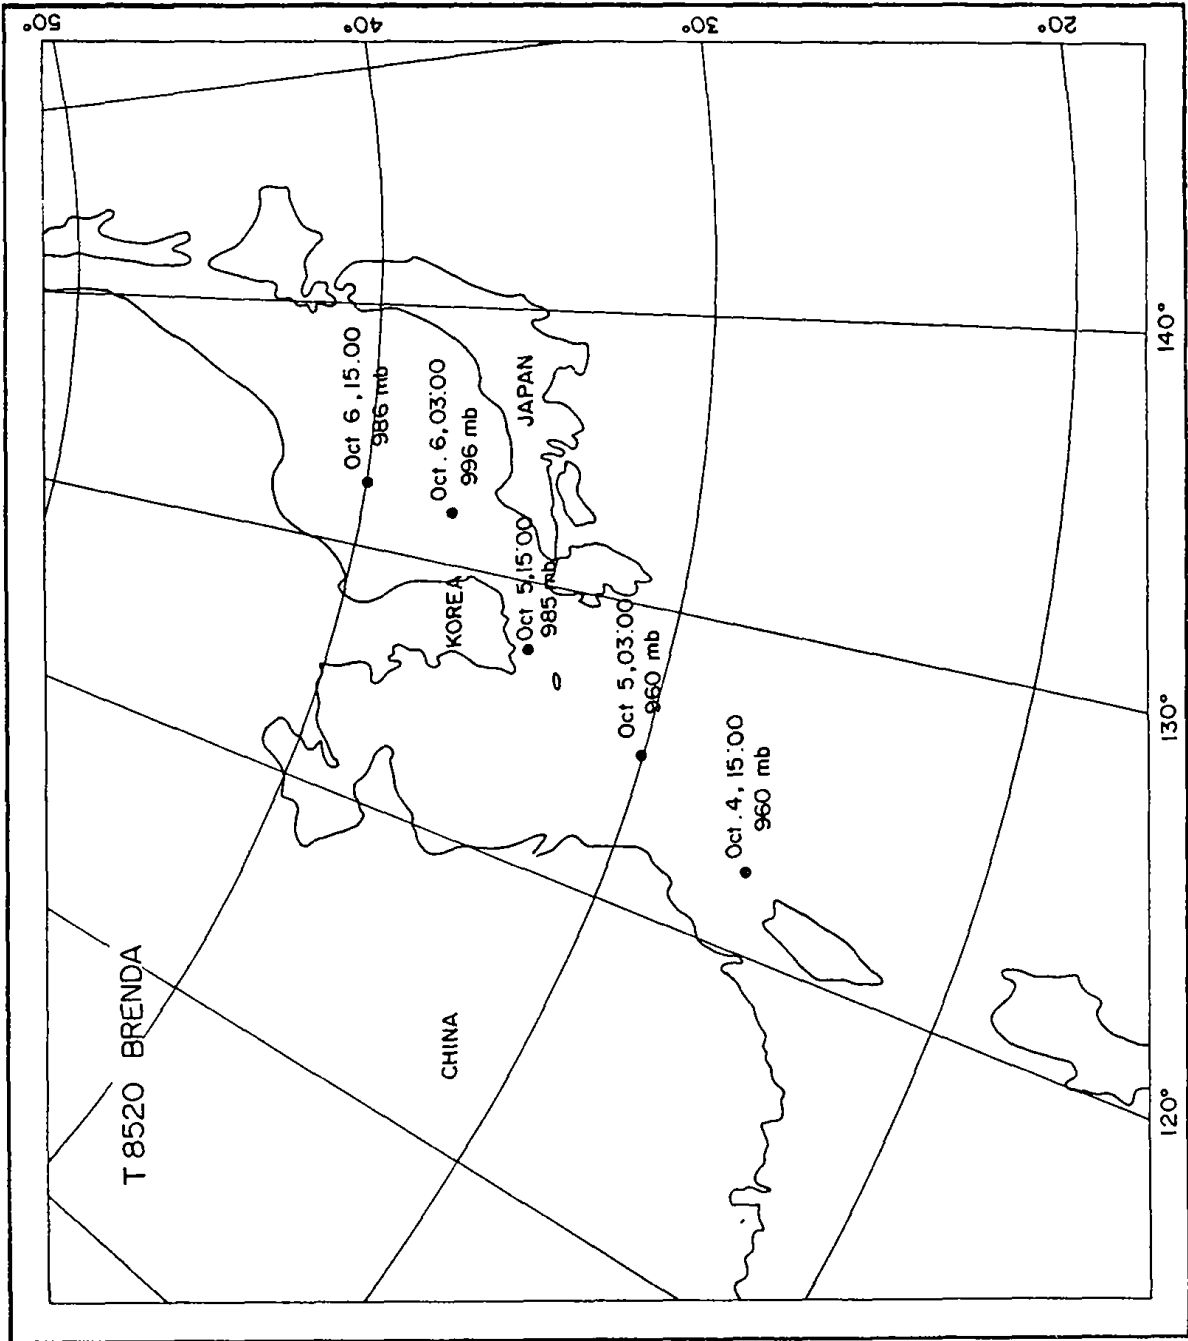 T8520 BRENDA
50°
40°
30°
20°
Oct 6, 15:00
986 mb
Oct. 6, 03:00
996 mb
JAPAN
KOREA
Oct 5, 15:00
985 mb
Oct 5, 03:00
960 mb
Oct. 4, 15:00
960 mb
CHINA
120°
130°
140°